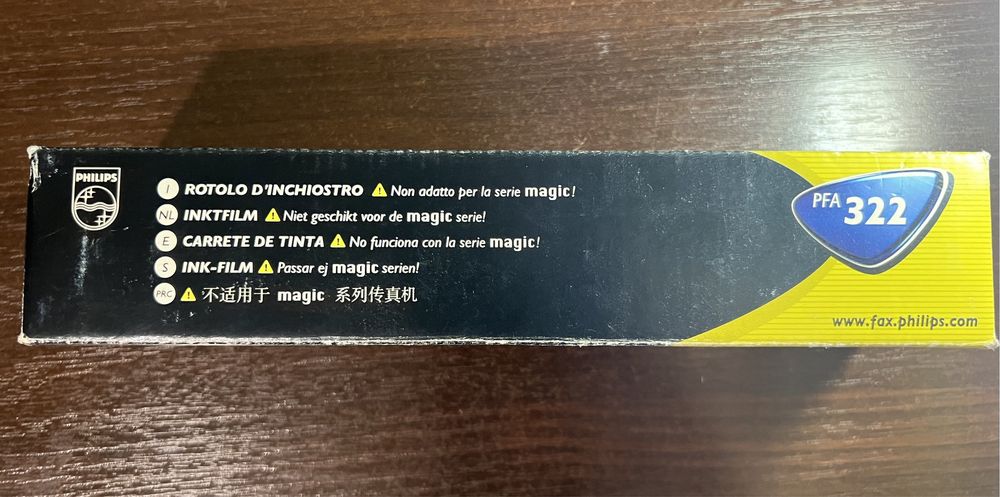 PHILIPS
I ROTOLO D'INCHIOSTRO ! Non adatto per la serie magic!
NL INKTFILM ! Niet geschikt voor de magic serie!
E CARRETE DE TINTA ! No funciona con la serie magic!
S INK-FILM ! Passar ej magic serien!
PRC ! 不适用于 magic 系列传真机
PFA 322
www.fax.philips.com